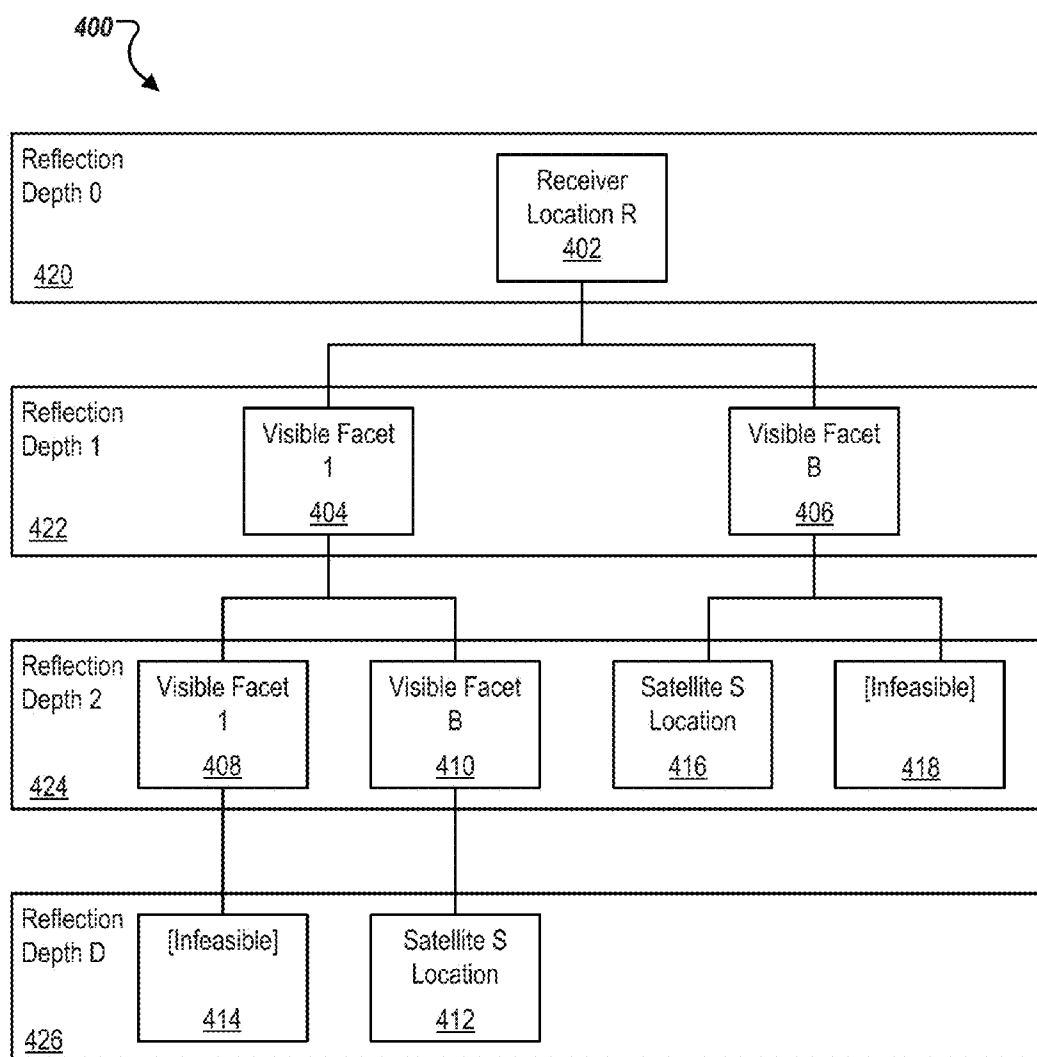 400
Reflection
Depth 0
420
Receiver
Location R
402
Reflection
Depth 1
422
Visible Facet
1
404
Visible Facet
B
406
Reflection
Depth 2
424
Visible Facet
1
408
Visible Facet
B
410
Satellite S
Location
416
[Infeasible]
418
Reflection
Depth D
426
[Infeasible]
414
Satellite S
Location
412